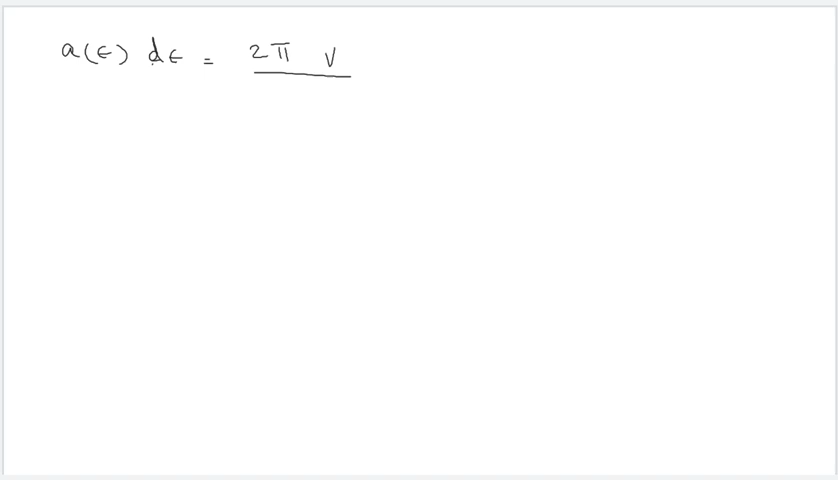 a(ε) dε = 2π V